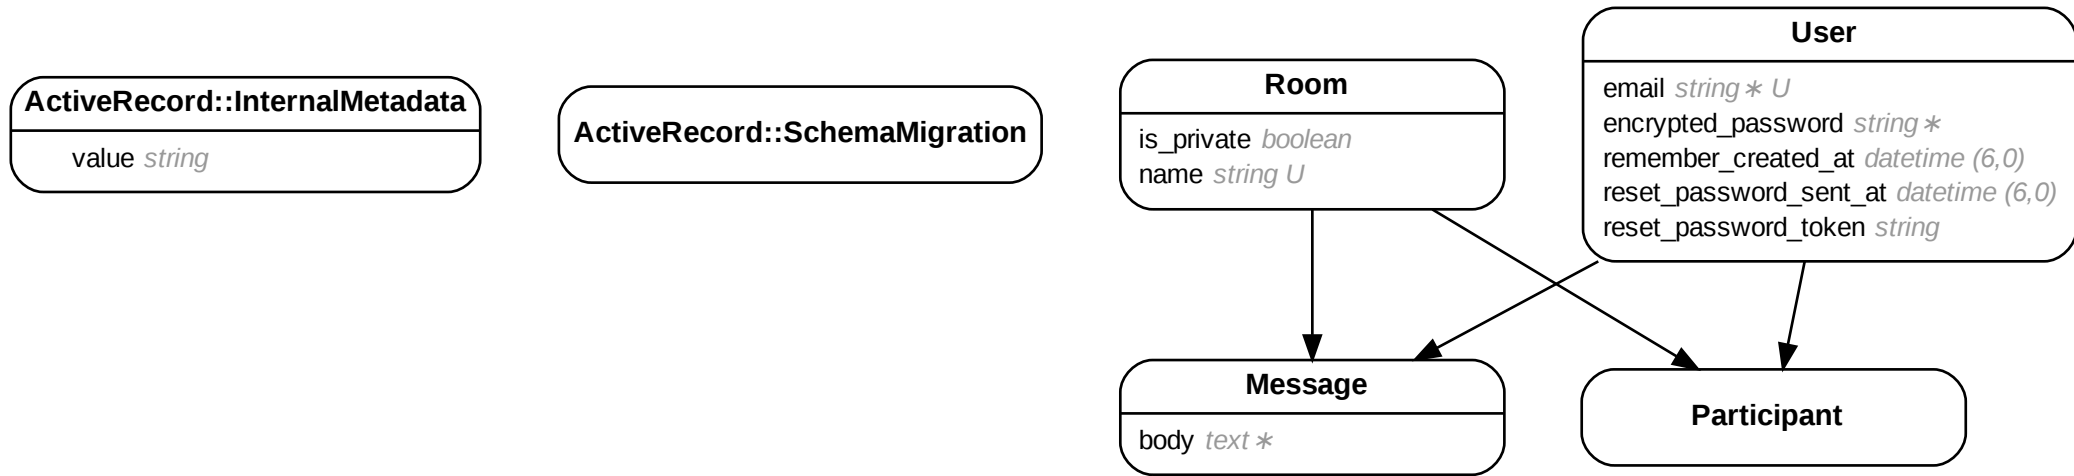 ActiveRecord::InternalMetadata
value string
ActiveRecord::SchemaMigration
Room
is_private boolean
name string U
User
email string ∗ U
encrypted_password string ∗
remember_created_at datetime (6,0)
reset_password_sent_at datetime (6,0)
reset_password_token string
Message
body text ∗
Participant